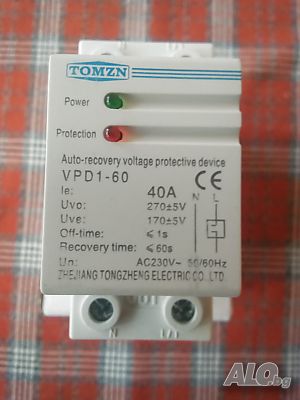 TOMZN
Power
Protection
Auto-recovery voltage protective device
VPD1-60 CE
Ie: 40A N L
Uvo: 270±5V
Uve: 170±5V
Off-time: ≤1s
Recovery time: ≤60s
Un: AC230V~ 50/60Hz
ZHEJIANG TONGZHENG ELECTRIC CO. LTD.
N L/1
ALO.bg